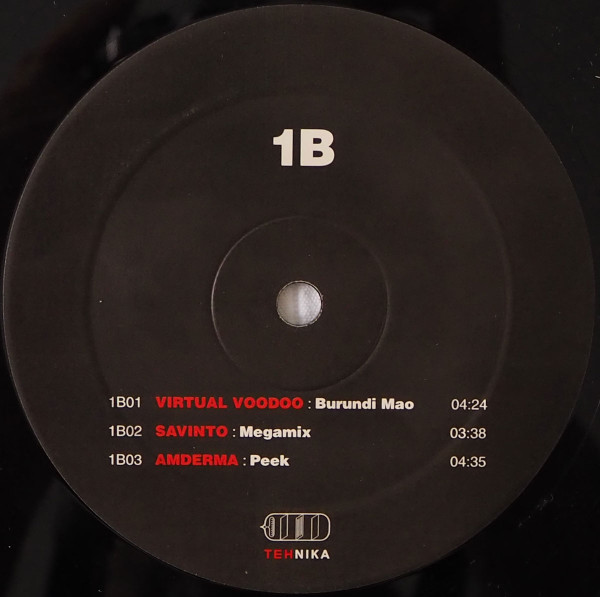 1B
1B01 VIRTUAL VOODOO : Burundi Mao 04:24
1B02 SAVINTO : Megamix 03:38
1B03 AMDERMA : Peek 04:35
TEHNIKA